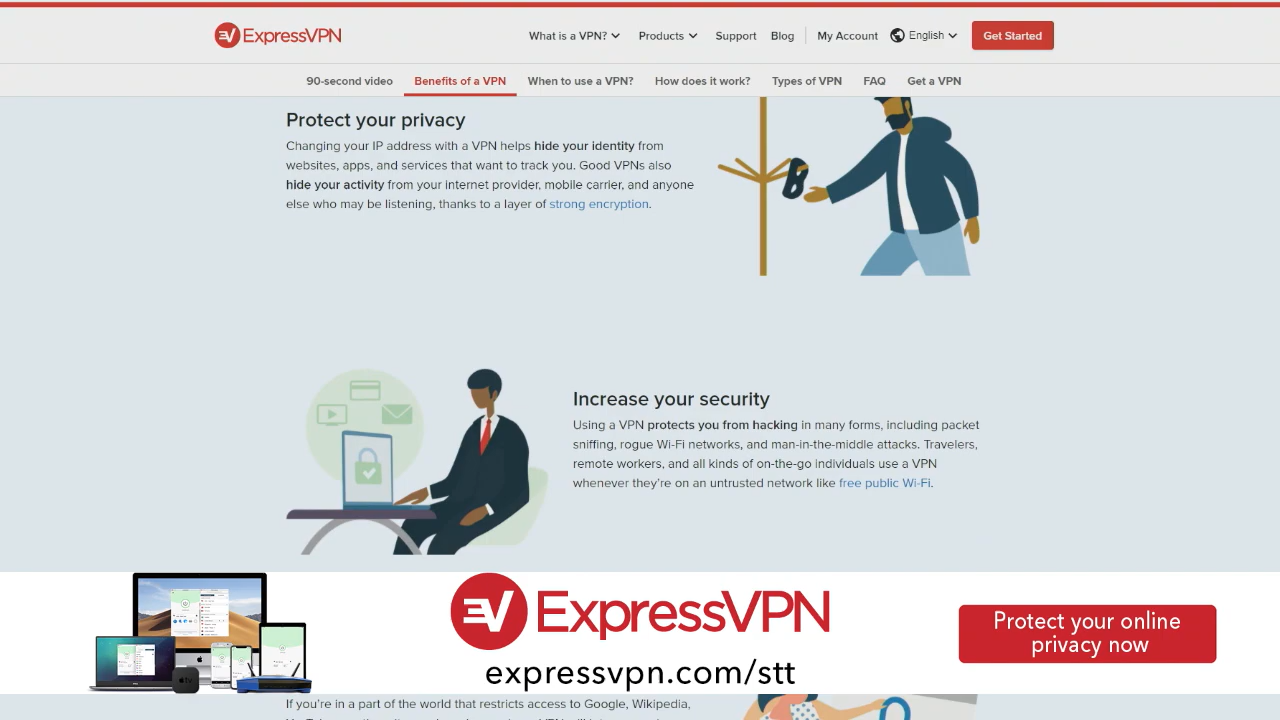 ExpressVPN
What is a VPN? Products Support Blog My Account English Get Started
90-second video Benefits of a VPN When to use a VPN? How does it work? Types of VPN FAQ Get a VPN
Protect your privacy
Changing your IP address with a VPN helps hide your identity from
websites, apps, and services that want to track you. Good VPNs also
hide your activity from your internet provider, mobile carrier, and anyone
else who may be listening, thanks to a layer of strong encryption.
Increase your security
Using a VPN protects you from hacking in many forms, including packet
sniffing, rogue Wi-Fi networks, and man-in-the-middle attacks. Travelers,
remote workers, and all kinds of on-the-go individuals use a VPN
whenever they're on an untrusted network like free public Wi-Fi.
ExpressVPN
expressvpn.com/stt
Protect your online
privacy now
If you're in a part of the world that restricts access to Google, Wikipedia,